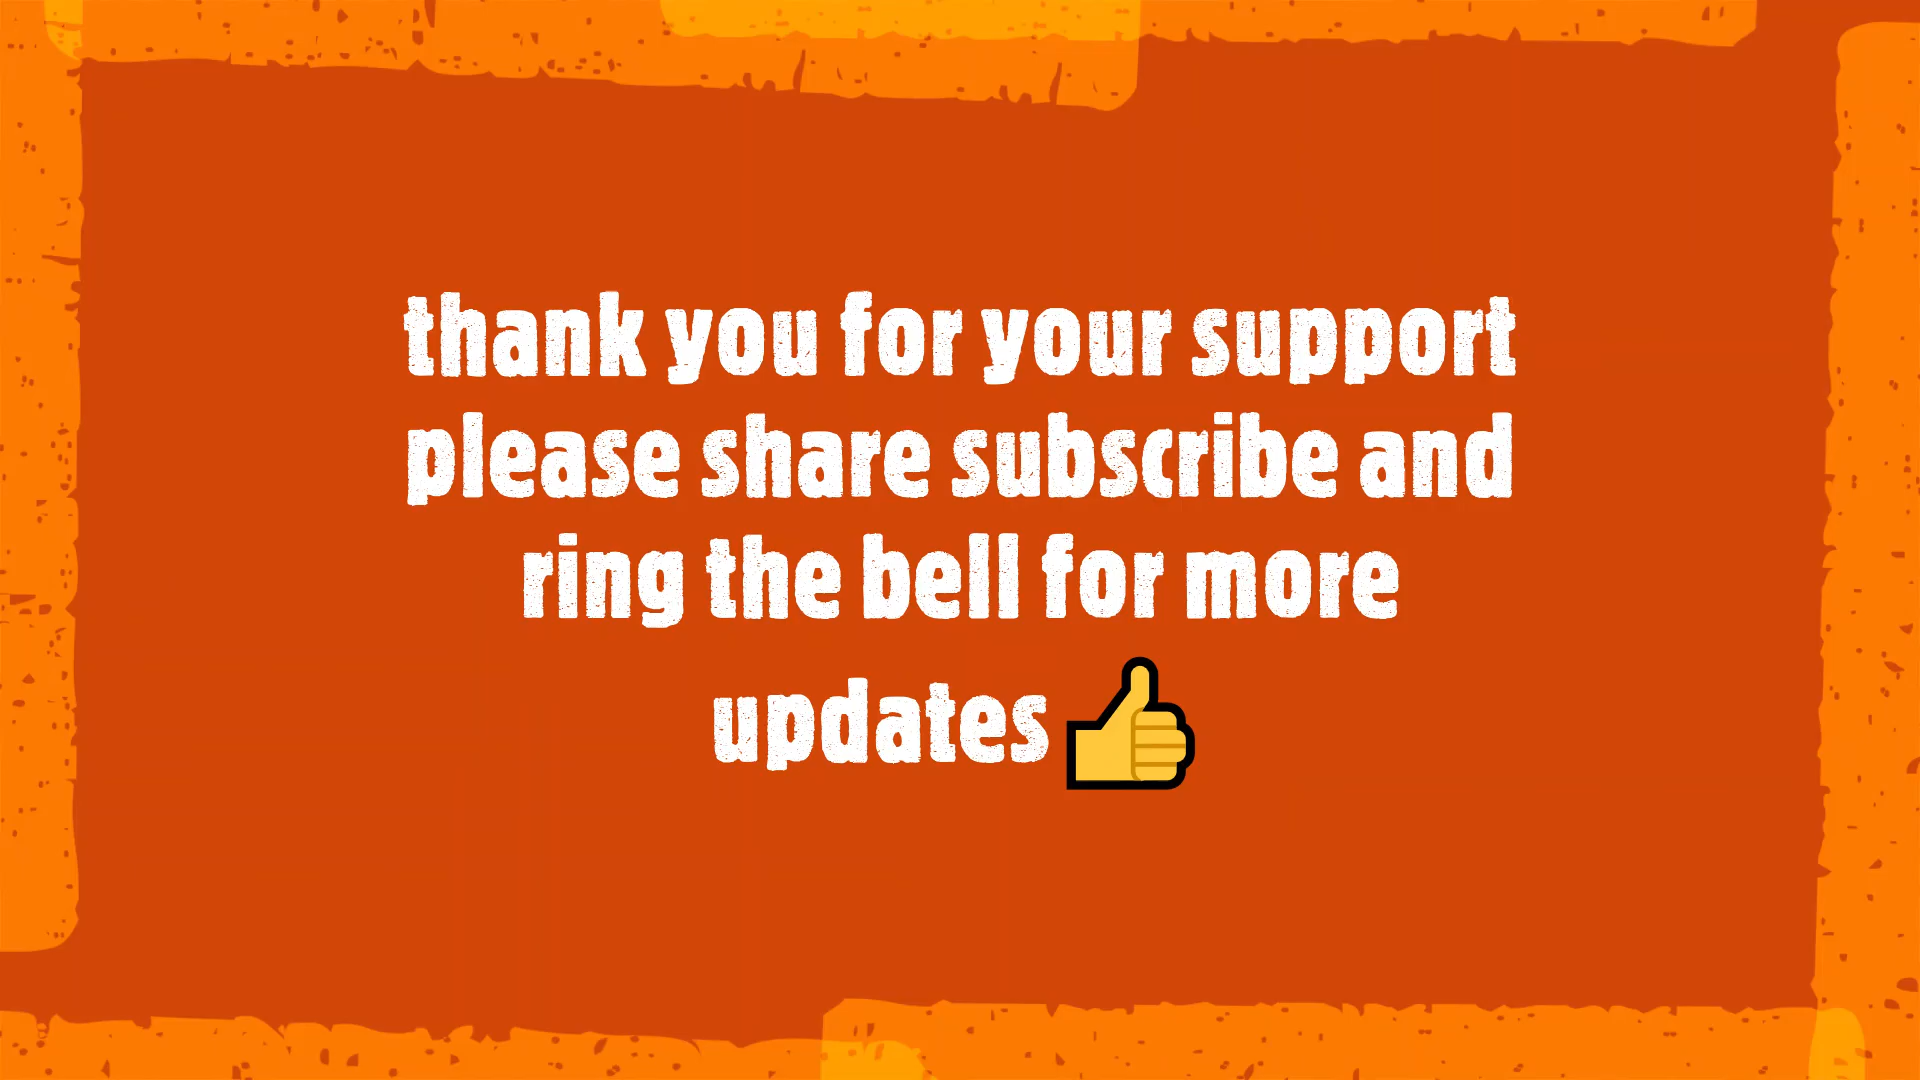 thank you for your support
please share subscribe and
ring the bell for more
updates 👍